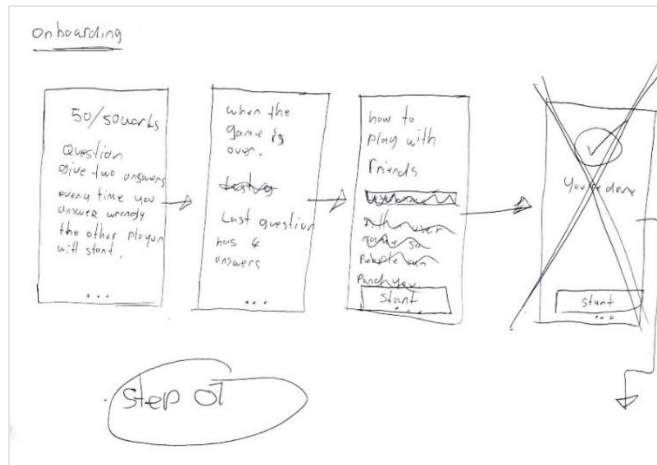 Onboarding
50/50works
Question
give two answers
every time you
answer wrongly
the other player
will start.
...
when the
game is
over.
Last question
has 4
answers
...
how to
play with
friends
start
...
You're done
start
...
Step 01